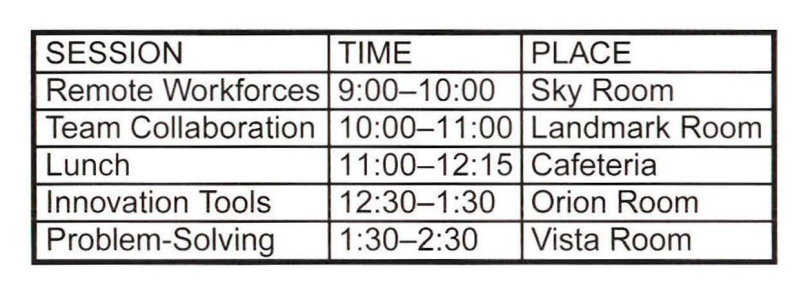 SESSION TIME PLACE
Remote Workforces 9:00–10:00 Sky Room
Team Collaboration 10:00–11:00 Landmark Room
Lunch 11:00–12:15 Cafeteria
Innovation Tools 12:30–1:30 Orion Room
Problem-Solving 1:30–2:30 Vista Room